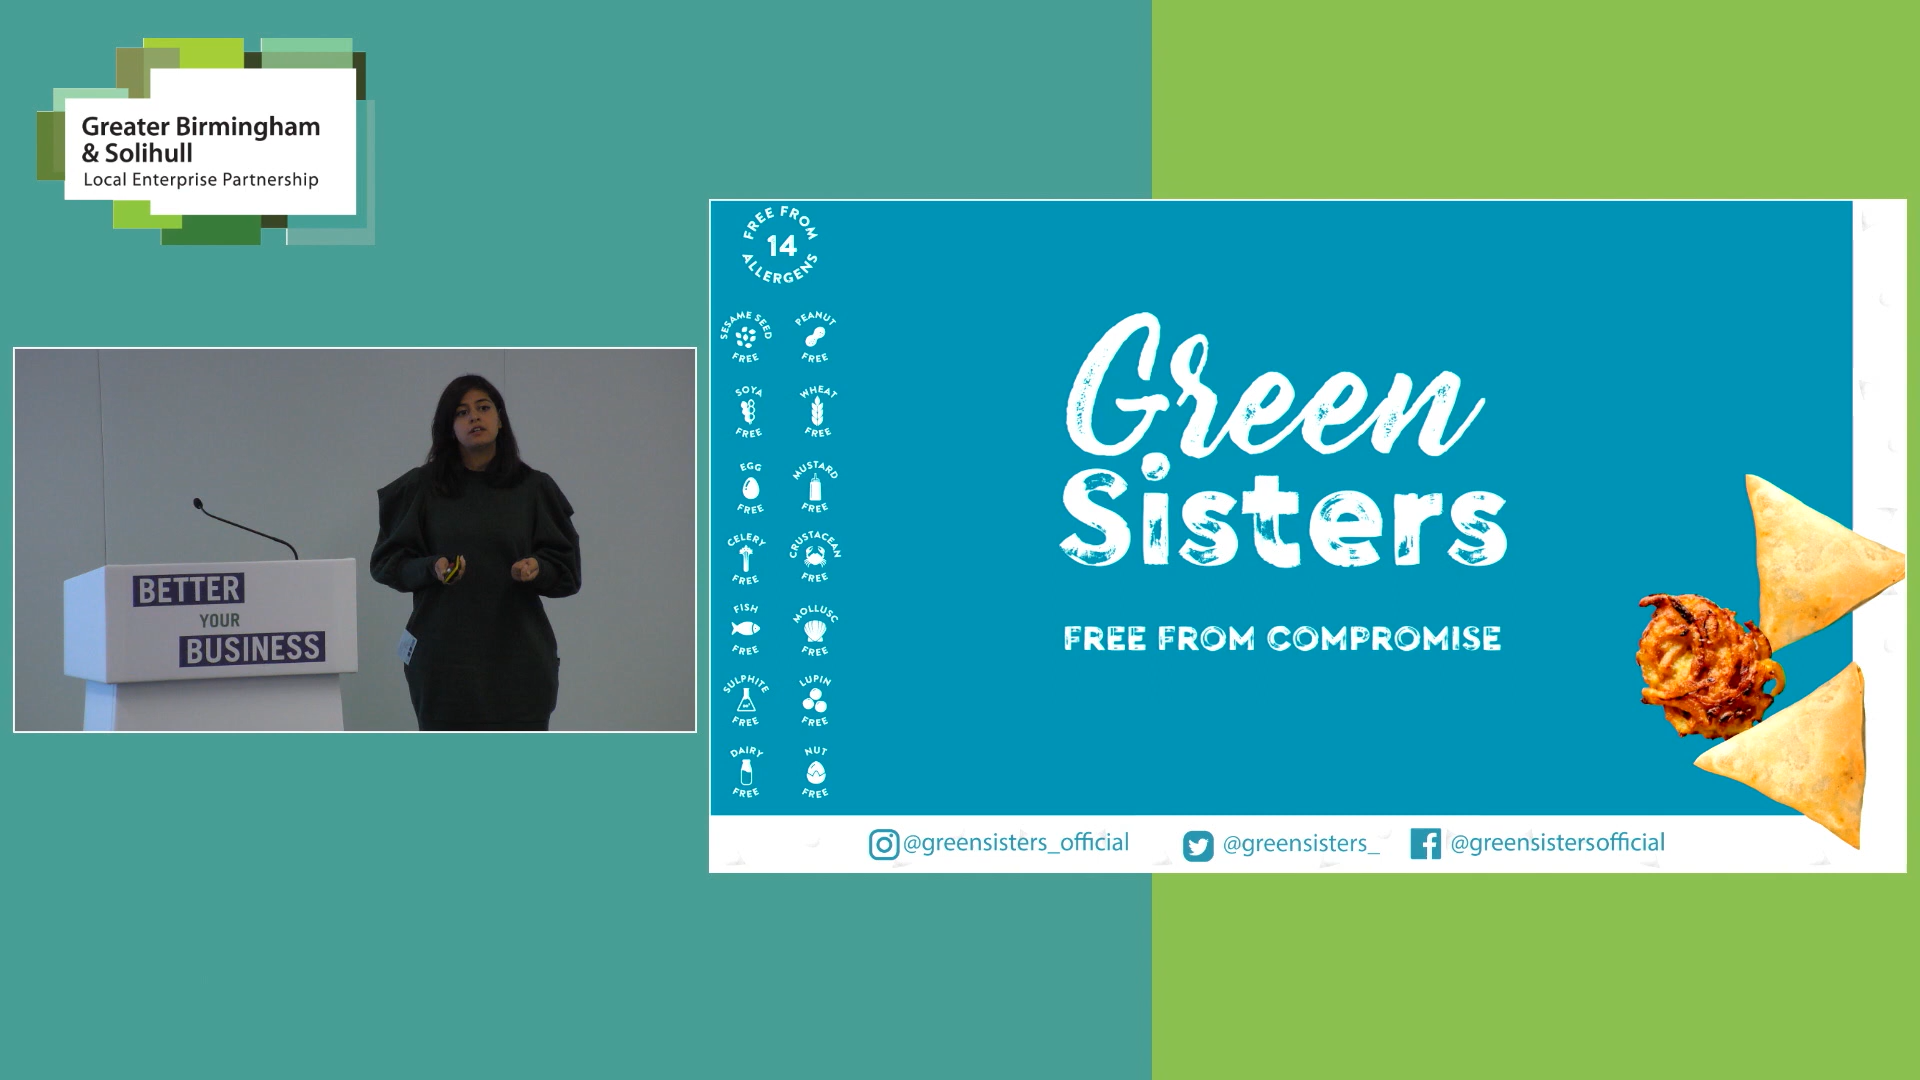 Greater Birmingham
& Solihull
Local Enterprise Partnership
BETTER
YOUR
BUSINESS
FREE FROM
14
ALLERGENS
SESAME SEED
FREE
PEANUT
FREE
SOYA
FREE
WHEAT
FREE
EGG
FREE
MUSTARD
FREE
CELERY
FREE
CRUSTACEAN
FREE
FISH
FREE
MOLLUSC
FREE
SULPHITE
FREE
LUPIN
FREE
DAIRY
FREE
NUT
FREE
Green
Sisters
FREE FROM COMPROMISE
@greensisters_official
@greensisters_
@greensistersofficial